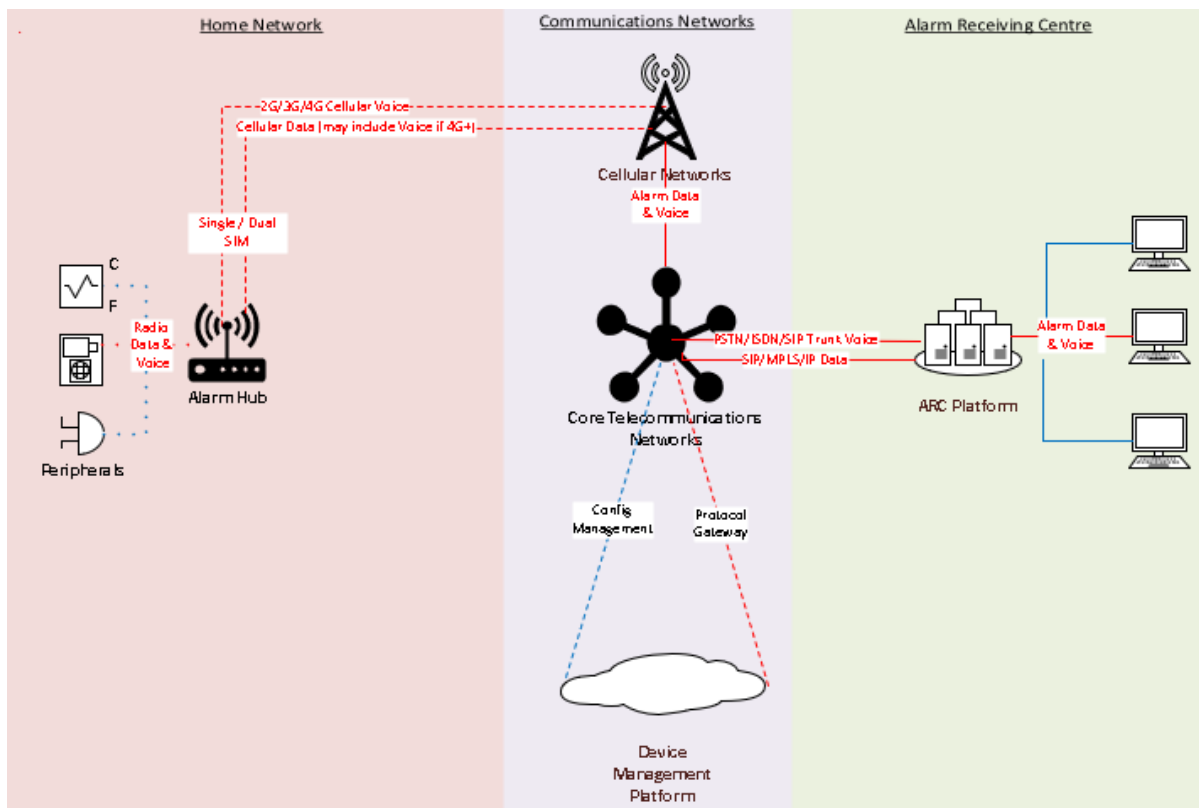 Home Network
Communications Networks
Alarm Receiving Centre
2G/3G/4G Cellular Voice
Cellular Data (may include Voice if 4G+)
Cellular Networks
Alarm Data
& Voice
Single / Dual
SIM
C
F
Radio
Data &
Voice
Alarm Hub
Peripherals
PSTN/ISDN/SIP Trunk Voice
SIP/MPLS/IP Data
Core Telecommunications
Networks
ARC Platform
Alarm Data
& Voice
Config
Management
Protocol
Gateway
Device
Management
Platform